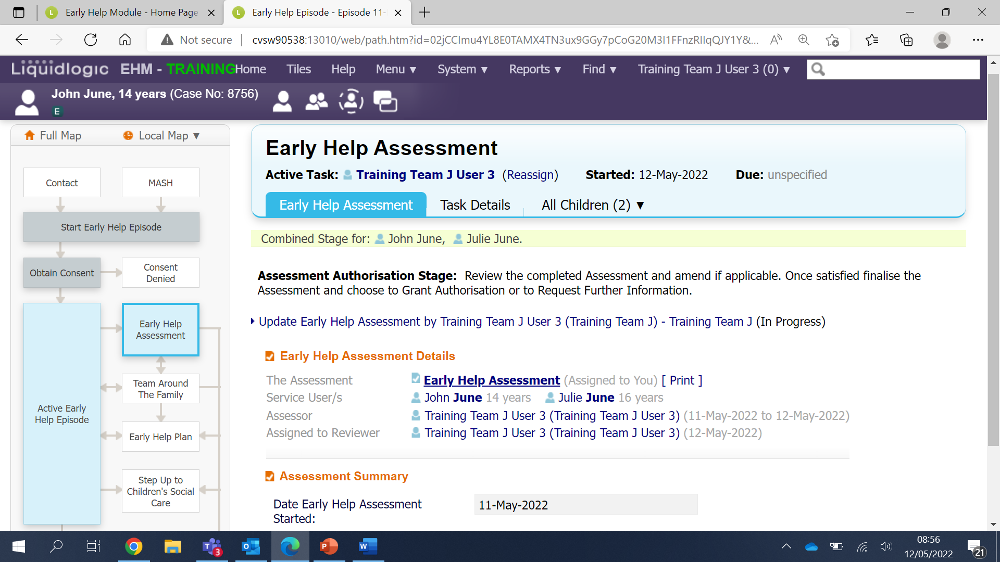 Early Help Module - Home Page
Early Help Episode - Episode 11-
Not secure
cvsw90538:13010/web/path.htm?id=02jCCImu4YL8E0TAMX4TN3ux9GGy7pCoG20M3I1FFnzRIIqQJY1Y&...
Liquidlogic EHM - TRAINING
Home Tiles Help Menu ▼ System ▼ Reports ▼ Find ▼ Training Team J User 3 (0) ▼
John June, 14 years (Case No: 8756)
E
Full Map Local Map ▼
Contact
MASH
Start Early Help Episode
Obtain Consent
Consent
Denied
Early Help
Assessment
Team Around
The Family
Active Early
Help Episode
Early Help Plan
Step Up to
Children's Social
Care
Early Help Assessment
Active Task: Training Team J User 3 (Reassign) Started: 12-May-2022 Due: unspecified
Early Help Assessment Task Details All Children (2) ▼
Combined Stage for: John June, Julie June.
Assessment Authorisation Stage: Review the completed Assessment and amend if applicable. Once satisfied finalise the
Assessment and choose to Grant Authorisation or to Request Further Information.
Update Early Help Assessment by Training Team J User 3 (Training Team J) - Training Team J (In Progress)
Early Help Assessment Details
The Assessment Early Help Assessment (Assigned to You) [ Print ]
Service User/s John June 14 years Julie June 16 years
Assessor Training Team J User 3 (Training Team J User 3) (11-May-2022 to 12-May-2022)
Assigned to Reviewer Training Team J User 3 (Training Team J User 3) (12-May-2022)
Assessment Summary
Date Early Help Assessment
Started:
11-May-2022
T
3
O
P
W
08:56
12/05/2022
21